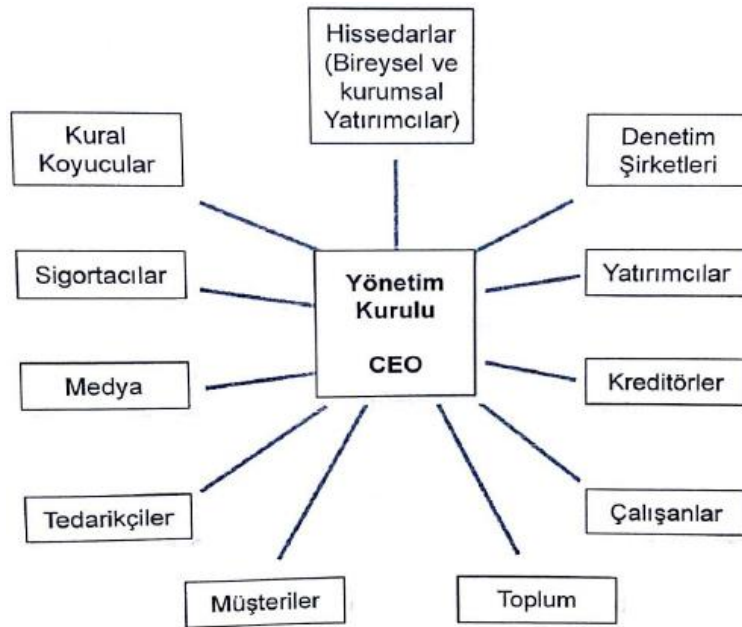 Hissedarlar
(Bireysel ve
kurumsal
Yatırımcılar)
Kural
Koyucular
Denetim
Şirketleri
Sigortacılar
Yönetim
Kurulu
CEO
Yatırımcılar
Medya
Kreditörler
Tedarikçiler
Çalışanlar
Müşteriler
Toplum